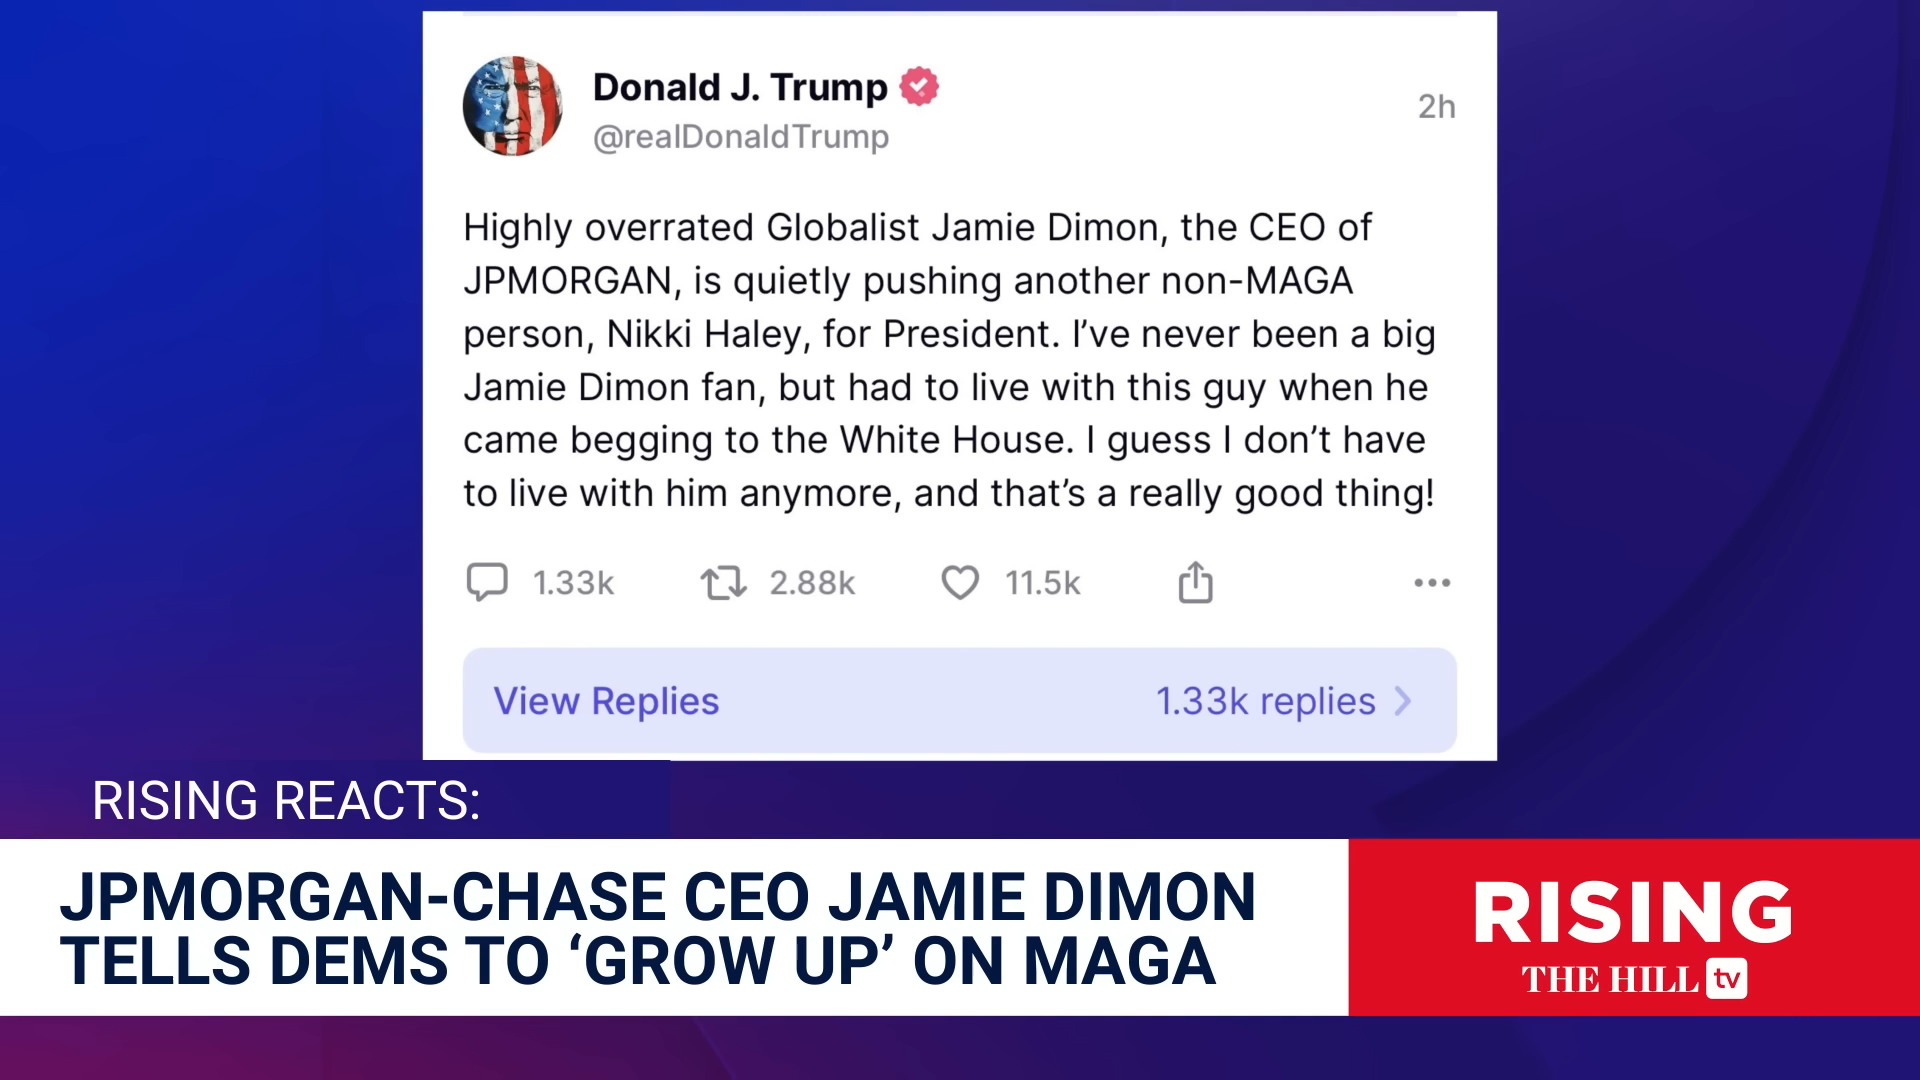 Donald J. Trump
@realDonaldTrump
2h
Highly overrated Globalist Jamie Dimon, the CEO of
JPMORGAN, is quietly pushing another non-MAGA
person, Nikki Haley, for President. I’ve never been a big
Jamie Dimon fan, but had to live with this guy when he
came begging to the White House. I guess I don’t have
to live with him anymore, and that’s a really good thing!
1.33k 2.88k 11.5k
View Replies 1.33k replies
RISING REACTS:
JPMORGAN-CHASE CEO JAMIE DIMON
TELLS DEMS TO ‘GROW UP’ ON MAGA
RISING
THE HILL tv